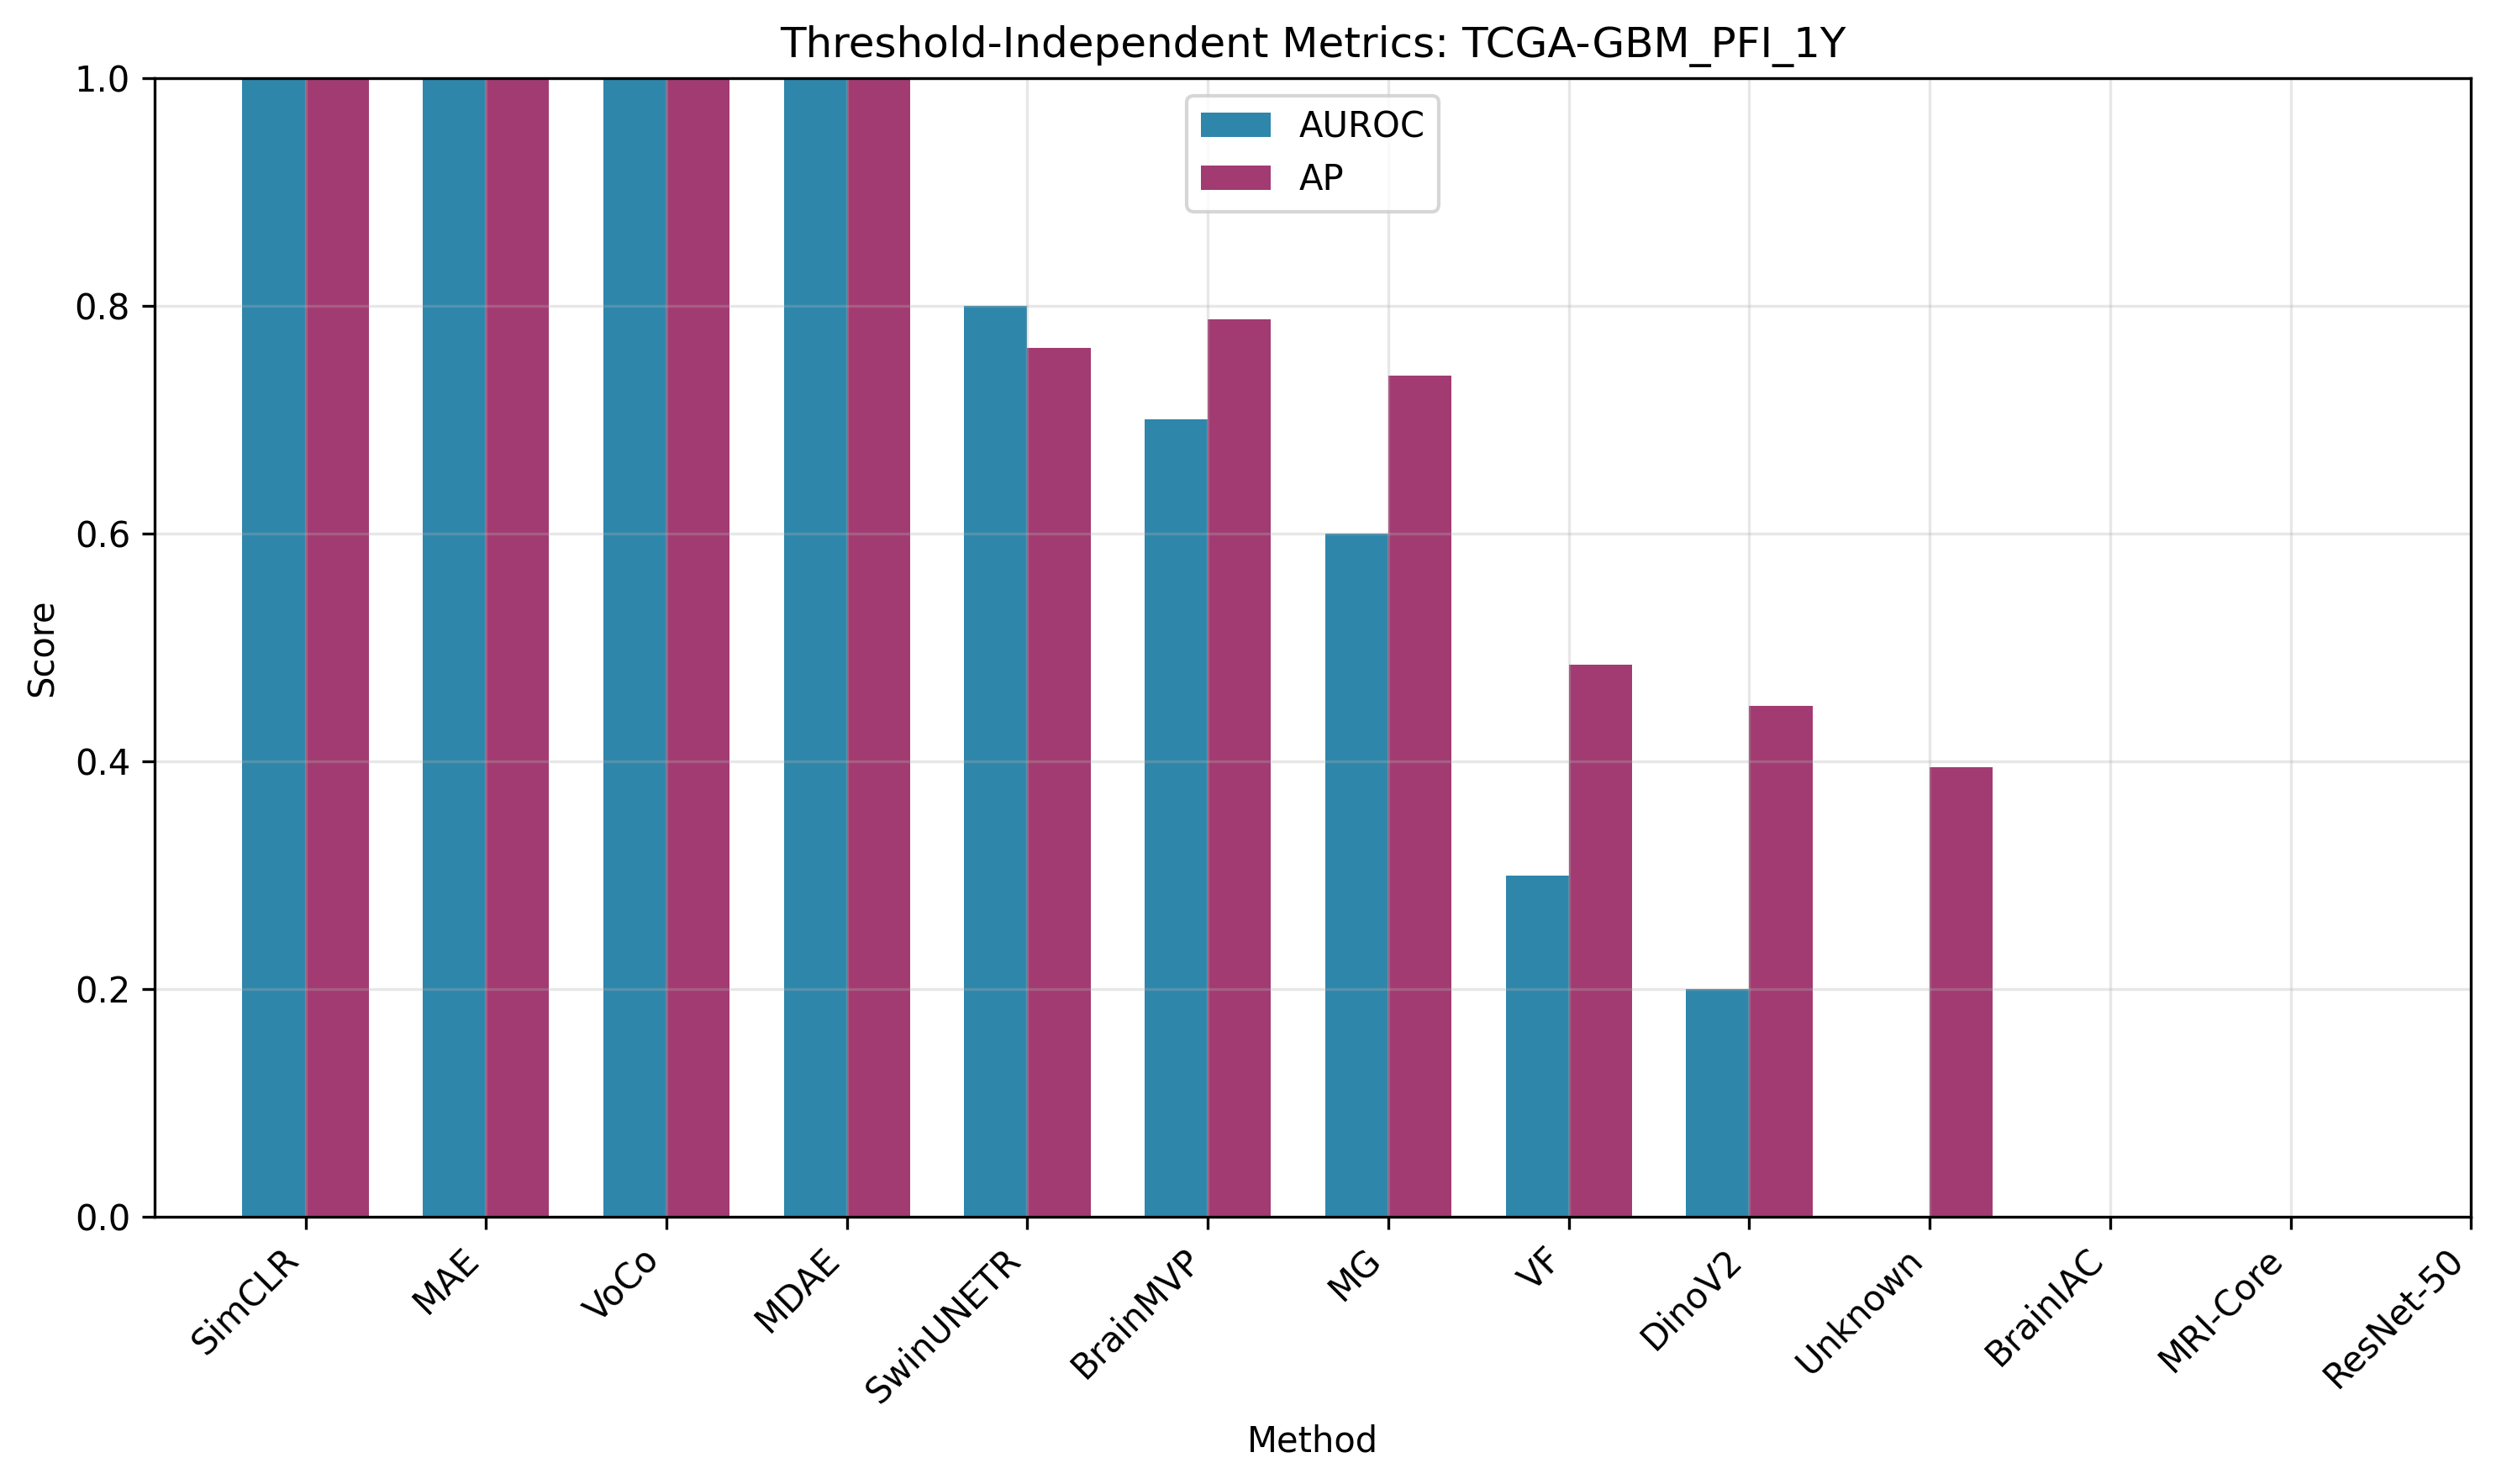 Threshold-Independent Metrics: TCGA-GBM_PFI_1Y
AUROC
AP
Score
1.0
0.8
0.6
0.4
0.2
0.0
SimCLR
MAE
VoCo
MDAE
SwinUNETR
BrainMVP
MG
VF
DinoV2
Unknown
BrainIAC
MRI-Core
ResNet-50
Method